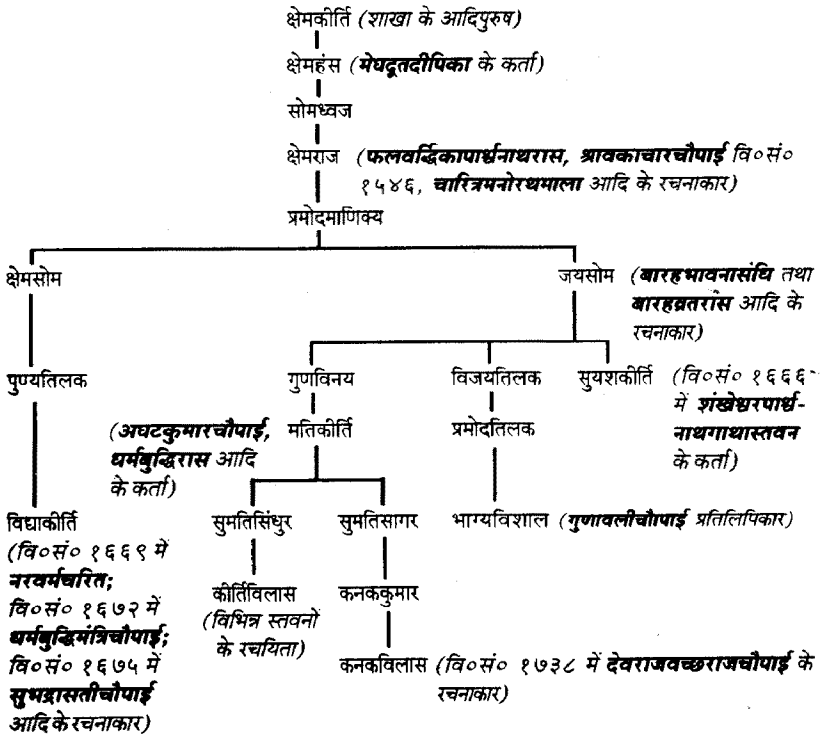 क्षेमकीर्ति (शाखा के आदिपुरुष)
क्षेमहंस (मेघदूतदीपिका के कर्ता)
सोमध्वज
क्षेमराज (फलवर्द्धिकापार्श्वनाथरास, श्रावकाचारचौपाई वि०सं०
१५४६, चारित्रमनोरथमाला आदि के रचनाकार)
प्रमोदमाणिक्य
क्षेमसोम
जयसोम (बारहभावनासंधि तथा
बारहव्रतरास आदि के
रचनाकार)
पुण्यतिलक
गुणविनय
विजयतिलक
सुयशकीर्ति (वि०सं० १६६६
में शंखेश्वरपार्श्व-
नाथगाथास्तवन
के कर्ता)
(अघटकुमारचौपाई,
धर्मबुद्धिरास आदि
के कर्ता)
मतिकीर्ति
प्रमोदतिलक
विद्याकीर्ति
(वि०सं० १६६९ में
नरवर्मचरित;
वि०सं० १६७२ में
धर्मबुद्धिमंत्रिचौपाई;
वि०सं० १६७५ में
सुभद्रासतीचौपाई
आदि के रचनाकार)
सुमतिसिंधुर
सुमतिसागर
भाग्यविशाल (गुणावलीचौपाई प्रतिलिपिकार)
कीर्तिविलास
(विभिन्न स्तवनों
के रचयिता)
कनककुमार
कनकविलास (वि०सं० १७३८ में देवराजवच्छराजचौपाई के
रचनाकार)